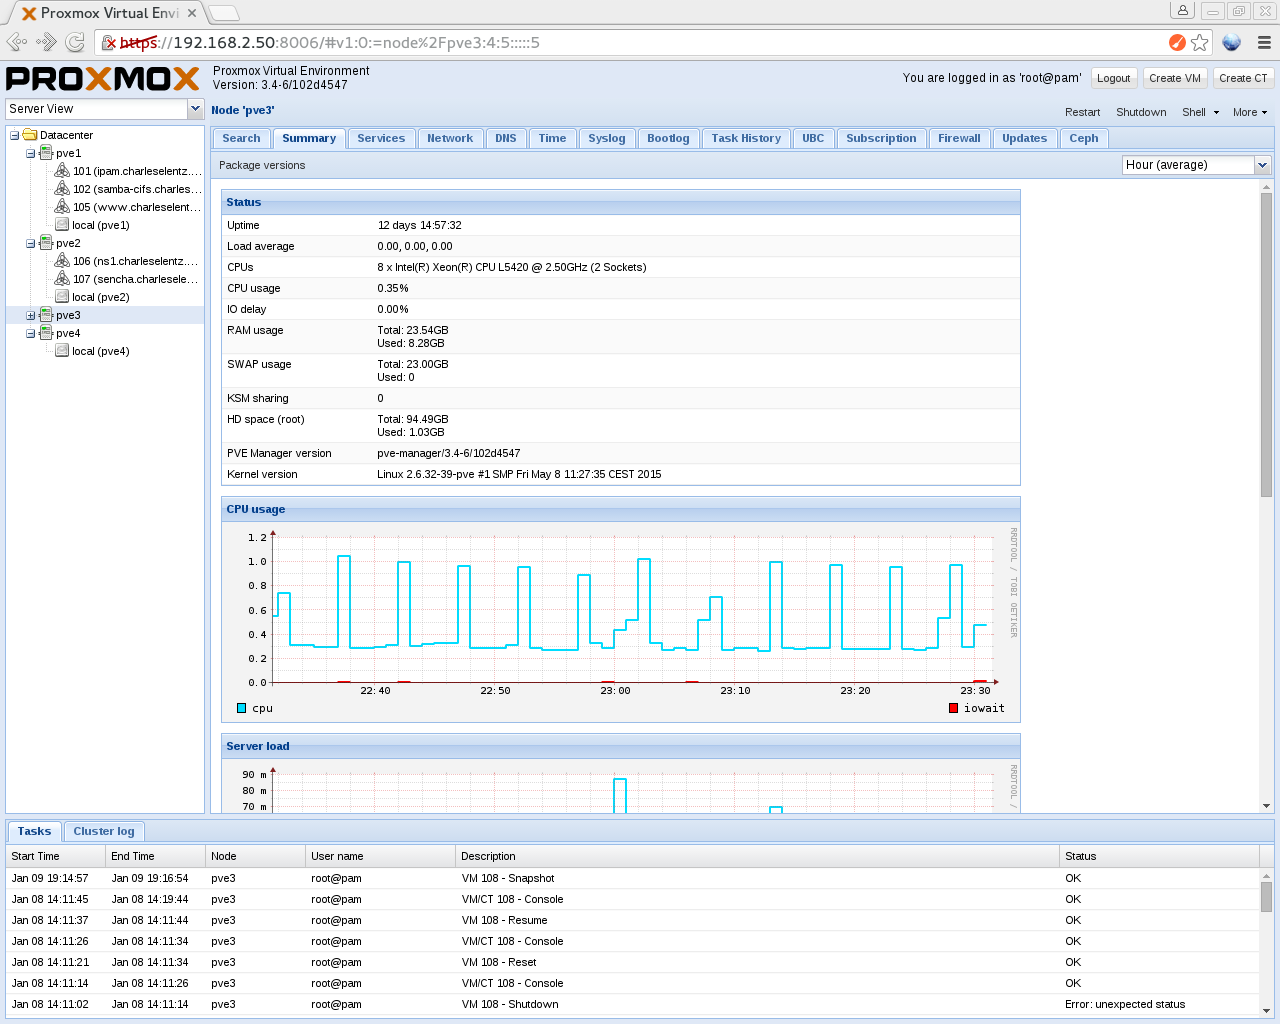 Proxmox Virtual Envi
https://192.168.2.50:8006/#v1:0:=node%2Fpve3:4:5:::::5
PROXMOX
Proxmox Virtual Environment
Version: 3.4-6/102d4547
You are logged in as 'root@pam'
Logout
Create VM
Create CT
Server View
Node 'pve3'
Restart
Shutdown
Shell
More
Datacenter
pve1
101 (ipam.charleselentz....
102 (samba-cifs.charles...
105 (www.charleselent...
local (pve1)
pve2
106 (ns1.charleselentz....
107 (sencha.charlesele...
local (pve2)
pve3
pve4
local (pve4)
Search
Summary
Services
Network
DNS
Time
Syslog
Bootlog
Task History
UBC
Subscription
Firewall
Updates
Ceph
Package versions
Hour (average)
Status
Uptime 12 days 14:57:32
Load average 0.00, 0.00, 0.00
CPUs 8 x Intel(R) Xeon(R) CPU L5420 @ 2.50GHz (2 Sockets)
CPU usage 0.35%
IO delay 0.00%
RAM usage Total: 23.54GB
Used: 8.28GB
SWAP usage Total: 23.00GB
Used: 0
KSM sharing 0
HD space (root) Total: 94.49GB
Used: 1.03GB
PVE Manager version pve-manager/3.4-6/102d4547
Kernel version Linux 2.6.32-39-pve #1 SMP Fri May 8 11:27:35 CEST 2015
CPU usage
1.2
1.0
0.8
0.6
0.4
0.2
0.0
22:40 22:50 23:00 23:10 23:20 23:30
cpu
iowait
RRDTOOL / TOBI OETIKER
Server load
90 m
80 m
70 m
RRDTOOL /
Tasks
Cluster log
Start Time End Time Node User name Description Status
Jan 09 19:14:57 Jan 09 19:16:54 pve3 root@pam VM 108 - Snapshot OK
Jan 08 14:11:45 Jan 08 14:19:44 pve3 root@pam VM/CT 108 - Console OK
Jan 08 14:11:37 Jan 08 14:11:44 pve3 root@pam VM 108 - Resume OK
Jan 08 14:11:26 Jan 08 14:11:34 pve3 root@pam VM/CT 108 - Console OK
Jan 08 14:11:21 Jan 08 14:11:34 pve3 root@pam VM 108 - Reset OK
Jan 08 14:11:14 Jan 08 14:11:26 pve3 root@pam VM/CT 108 - Console OK
Jan 08 14:11:02 Jan 08 14:11:14 pve3 root@pam VM 108 - Shutdown Error: unexpected status